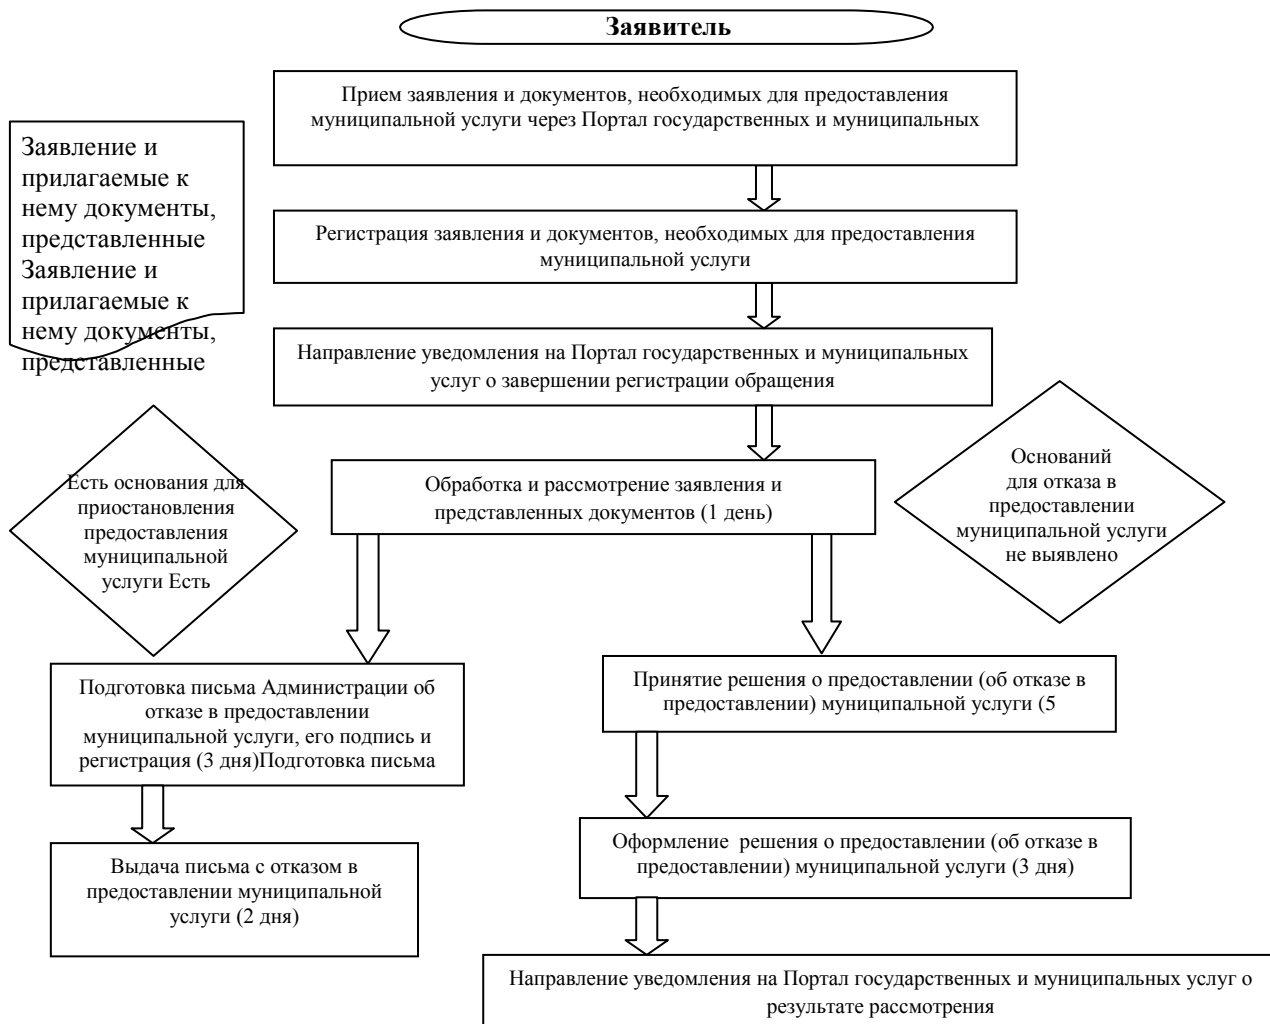 Заявитель
Прием заявления и документов, необходимых для предоставления
муниципальной услуги через Портал государственных и муниципальных
Заявление и
прилагаемые к
нему документы,
представленные
Заявление и
прилагаемые к
нему документы,
представленные
Регистрация заявления и документов, необходимых для предоставления
муниципальной услуги
Направление уведомления на Портал государственных и муниципальных
услуг о завершении регистрации обращения
Есть основания для
приостановления
предоставления
муниципальной
услуги Есть
Обработка и рассмотрение заявления и
представленных документов (1 день)
Оснований
для отказа в
предоставлении
муниципальной услуги
не выявлено
Подготовка письма Администрации об
отказе в предоставлении
муниципальной услуги, его подпись и
регистрация (3 дня)Подготовка письма
Принятие решения о предоставлении (об отказе в
предоставлении) муниципальной услуги (5
Выдача письма с отказом в
предоставлении муниципальной
услуги (2 дня)
Оформление  решения о предоставлении (об отказе в
предоставлении) муниципальной услуги (3 дня)
Направление уведомления на Портал государственных и муниципальных услуг о
результате рассмотрения